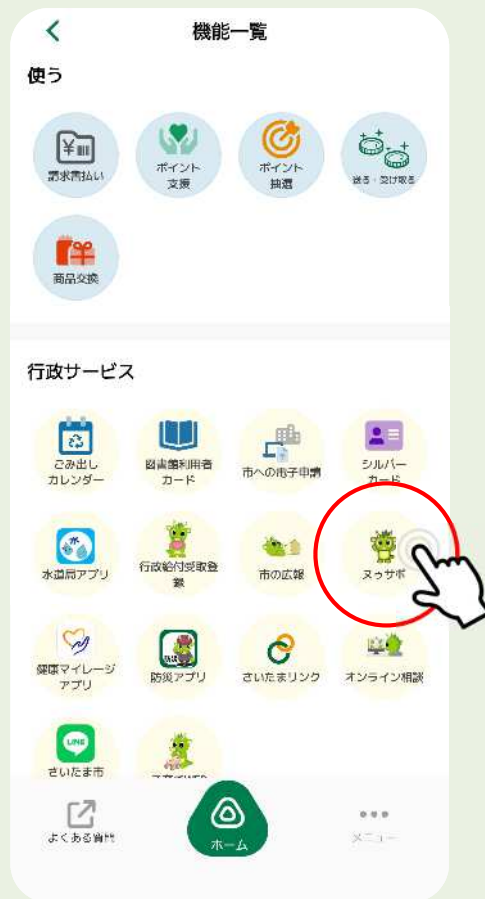 機能一覧
使う
請求書払い
ポイント
支援
ポイント
抽選
送る・受け取る
商品交換
行政サービス
ごみ出し
カレンダー
図書館利用者
カード
市への電子申請
シルバー
カード
水
水道局アプリ
行政給付受取登
録
市の広報
ヌゥサポ
健康マイレージ
アプリ
防災アプリ
さいたまリンク
オンライン相談
LINE
さいたま市
よくある質問
ホーム
メニュー